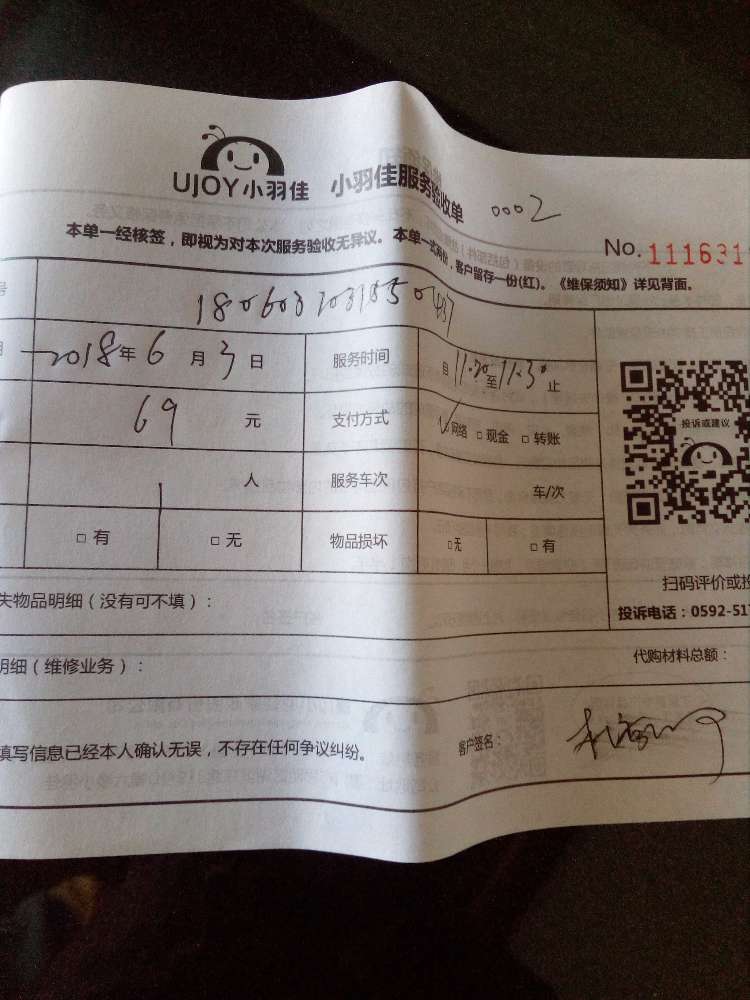 UJOY小羽佳 小羽佳服务验收单 0002
本单一经核签,即视为对本次服务验收无异议。本单一式两份,客户留存一份(红)。《维保须知》详见背面。
No.111631
号
2018年6月3日 服务时间 自11.20至11.30止
69 元 支付方式 ☑网络 □现金 □转账
投诉或建议
1人 服务车次 车/次
□有 □无 物品损坏 □无 □有
扫码评价或投
失物品明细(没有可不填):
投诉电话:0592-517
明细(维修业务):
代购材料总额:
填写信息已经本人确认无误,不存在任何争议纠纷。 客户签名: